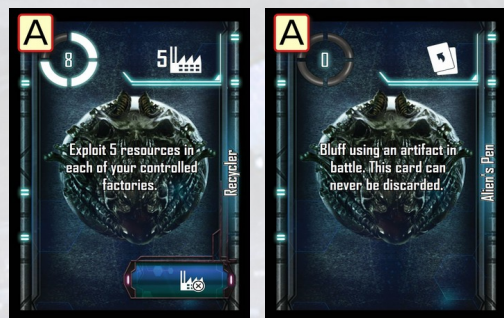 A
8
5
Exploit 5 resources in
each of your controlled
factories.
Recycler
A
0
Bluff using an artifact in
battle. This card can
never be discarded.
Alien's Pen